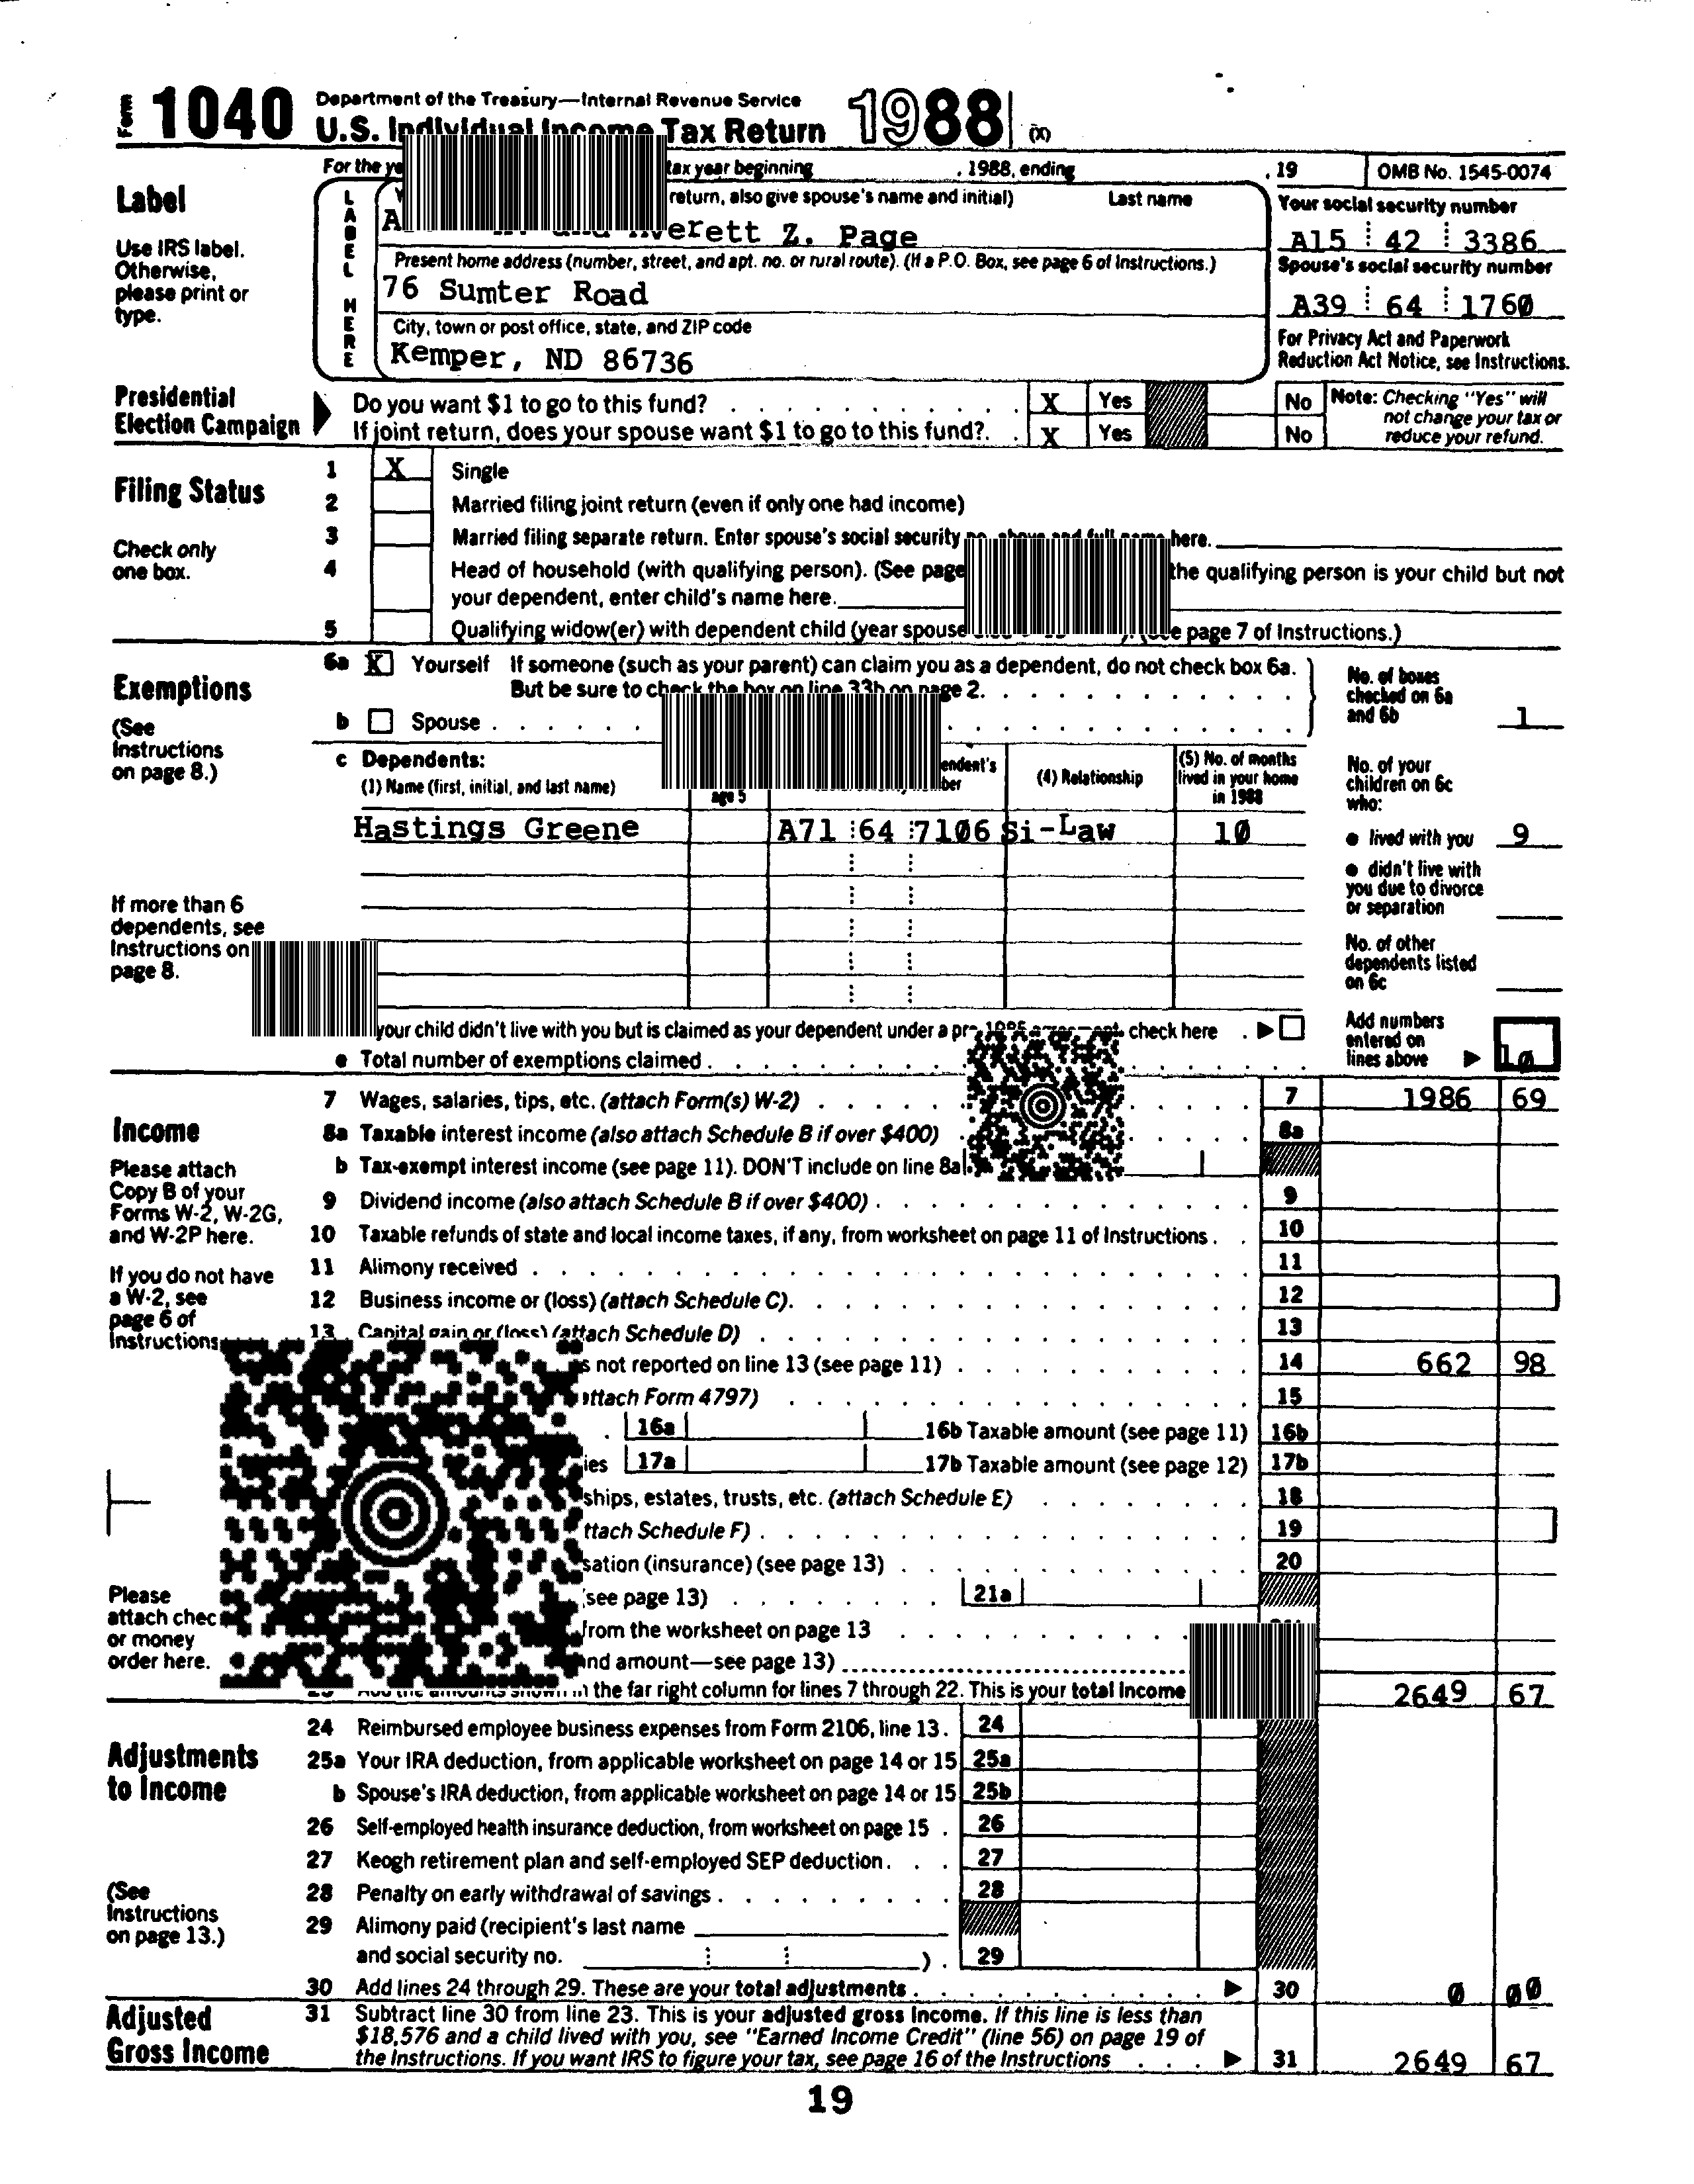 Form 1040 Department of the Treasury—Internal Revenue Service
U.S. Individual Income Tax Return 1988 (X)
For the tax year beginning , 1988, ending , 19 OMB No. 1545-0074
Label
Use IRS label.
Otherwise,
please print or
type.
LABEL HERE
return, also give spouse's name and initial) Last name
Z. Page
Present home address (number, street, and apt. no. or rural route). (If a P.O. Box, see page 6 of Instructions.)
76 Sumter Road
City, town or post office, state, and ZIP code
Kemper, ND 86736
Your social security number
A15 42 3386
Spouse's social security number
A39 64 1760
For Privacy Act and Paperwork
Reduction Act Notice, see Instructions.
Presidential
Election Campaign
Do you want $1 to go to this fund? X Yes No
If joint return, does your spouse want $1 to go to this fund? X Yes No
Note: Checking "Yes" will
not change your tax or
reduce your refund.
Filing Status
Check only
one box.
1 X Single
2 Married filing joint return (even if only one had income)
3 Married filing separate return. Enter spouse's social security no. above and full name here.
4 Head of household (with qualifying person). (See page the qualifying person is your child but not
your dependent, enter child's name here.
5 Qualifying widow(er) with dependent child (year spouse page 7 of Instructions.)
Exemptions
(See
Instructions
on page 8.)
6a X Yourself If someone (such as your parent) can claim you as a dependent, do not check box 6a.
But be sure to check the box on line 33b on page 2.
b Spouse
No. of boxes
checked on 6a
and 6b 1
c Dependents:
(1) Name (first, initial, and last name)
age 5
(4) Relationship
(5) No. of months
lived in your home
in 1988
Hastings Greene A71 64 7106 Si-Law 10
No. of your
children on 6c
who:
● lived with you 9
● didn't live with
you due to divorce
or separation
No. of other
dependents listed
on 6c
If more than 6
dependents, see
Instructions on
page 8.
your child didn't live with you but is claimed as your dependent under a check here
e Total number of exemptions claimed
Add numbers
entered on
lines above 10
Income
Please attach
Copy B of your
Forms W-2, W-2G,
and W-2P here.
If you do not have
a W-2, see
page 6 of
Instructions
Please
attach
or money
order here.
7 Wages, salaries, tips, etc. (attach Form(s) W-2) 7 1986 69
8a Taxable interest income (also attach Schedule B if over $400) 8a
b Tax-exempt interest income (see page 11). DON'T include on line 8a
9 Dividend income (also attach Schedule B if over $400) 9
10 Taxable refunds of state and local income taxes, if any, from worksheet on page 11 of Instructions 10
11 Alimony received 11
12 Business income or (loss) (attach Schedule C) 12
13 Capital gain or (loss) (attach Schedule D) 13
not reported on line 13 (see page 11) 14 662 98
attach Form 4797) 15
16a 16b Taxable amount (see page 11) 16b
17a 17b Taxable amount (see page 12) 17b
estates, trusts, etc. (attach Schedule E) 18
attach Schedule F) 19
(insurance) (see page 13) 20
see page 13) 21a
from the worksheet on page 13
and amount—see page 13)
the far right column for lines 7 through 22. This is your total income 2649 67
Adjustments
to Income
(See
Instructions
on page 13.)
24 Reimbursed employee business expenses from Form 2106, line 13. 24
25a Your IRA deduction, from applicable worksheet on page 14 or 15 25a
b Spouse's IRA deduction, from applicable worksheet on page 14 or 15 25b
26 Self-employed health insurance deduction, from worksheet on page 15 26
27 Keogh retirement plan and self-employed SEP deduction 27
28 Penalty on early withdrawal of savings 28
29 Alimony paid (recipient's last name
and social security no. ) 29
30 Add lines 24 through 29. These are your total adjustments 30 0 00
Adjusted
Gross Income
31 Subtract line 30 from line 23. This is your adjusted gross income. If this line is less than
$18,576 and a child lived with you, see "Earned Income Credit" (line 56) on page 19 of
the Instructions. If you want IRS to figure your tax, see page 16 of the Instructions 31 2649 67
19